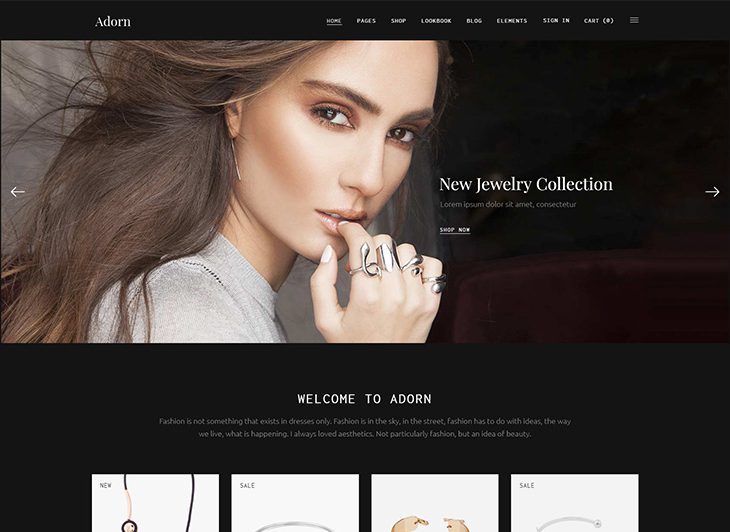 Adorn
HOME PAGES SHOP LOOKBOOK BLOG ELEMENTS SIGN IN CART (0)
New Jewelry Collection
Lorem ipsum dolor sit amet, consectetur
SHOP NOW
WELCOME TO ADORN
Fashion is not something that exists in dresses only. Fashion is in the sky, in the street, fashion has to do with ideas, the way
we live, what is happening. I always loved aesthetics. Not particularly fashion, but an idea of beauty.
NEW SALE SALE